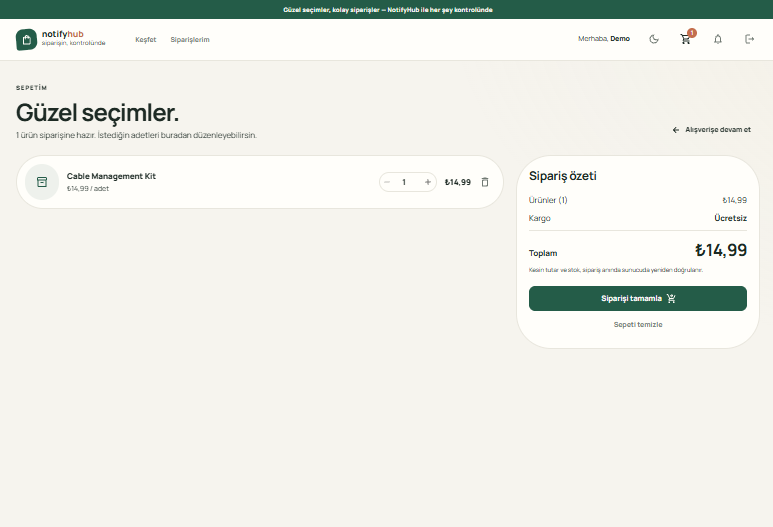 Güzel seçimler, kolay siparişler — NotifyHub ile her şey kontrolünde
notifyhub
siparişin, kontrolünde
Keşfet
Siparişlerim
Merhaba, Demo
1
SEPETİM
Güzel seçimler.
1 ürün siparişine hazır. İstediğin adetleri buradan düzenleyebilirsin.
← Alışverişe devam et
Cable Management Kit
₺14,99 / adet
− 1 +
₺14,99
Sipariş özeti
Ürünler (1) ₺14,99
Kargo Ücretsiz
Toplam ₺14,99
Kesin tutar ve stok, sipariş anında sunucuda yeniden doğrulanır.
Siparişi tamamla
Sepeti temizle